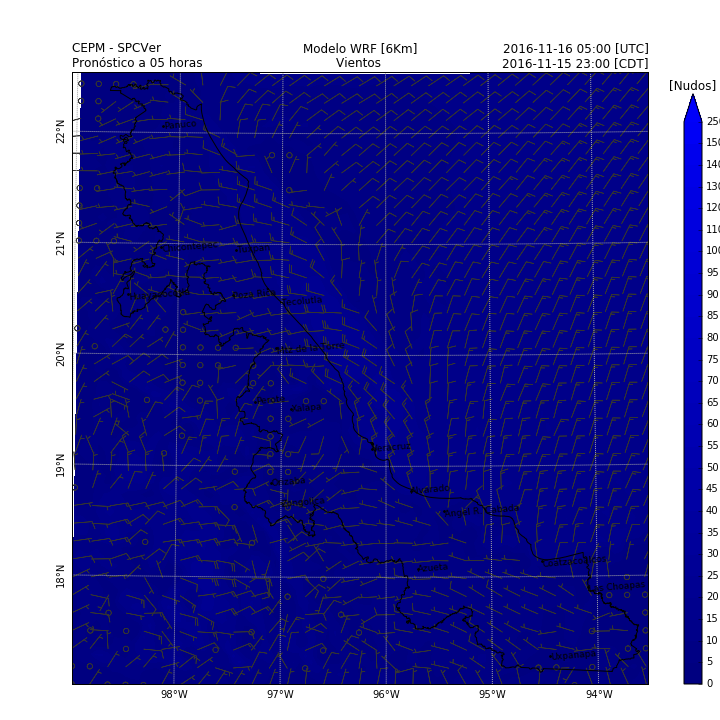 CEPM - SPCVer
Modelo WRF [6Km]
2016-11-16 05:00 [UTC]
Pronóstico a 05 horas
Vientos
2016-11-15 23:00 [CDT]
[Nudos]
250
150
140
130
120
110
100
95
90
85
80
75
70
65
60
55
50
45
40
35
30
25
20
15
10
5
0
22°N
21°N
20°N
19°N
18°N
98°W
97°W
96°W
95°W
94°W